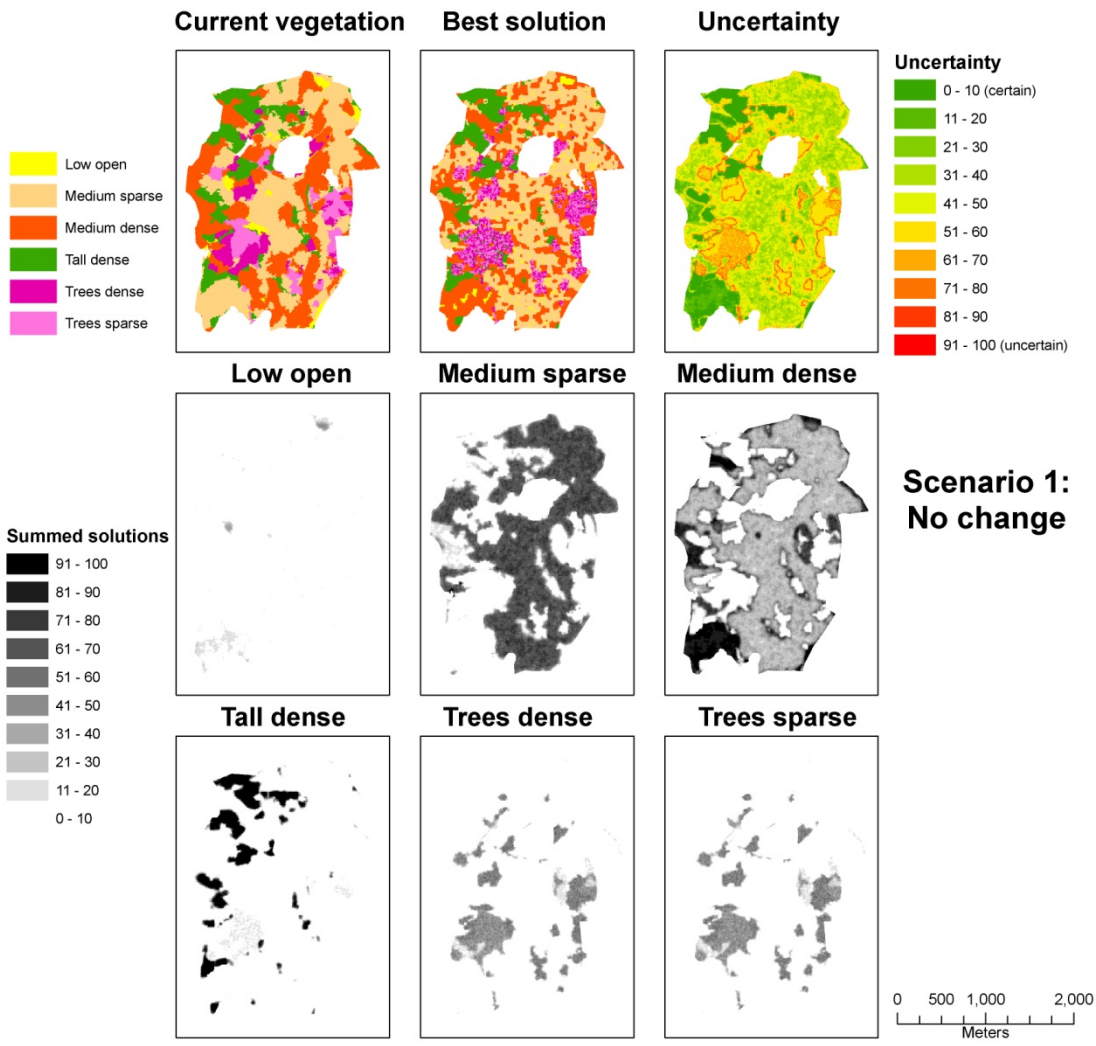 Current vegetation
Best solution
Uncertainty
Low open
Medium sparse
Medium dense
Tall dense
Trees dense
Trees sparse
Uncertainty
0 - 10 (certain)
11 - 20
21 - 30
31 - 40
41 - 50
51 - 60
61 - 70
71 - 80
81 - 90
91 - 100 (uncertain)
Low open
Medium sparse
Medium dense
Summed solutions
91 - 100
81 - 90
71 - 80
61 - 70
51 - 60
41 - 50
31 - 40
21 - 30
11 - 20
0 - 10
Scenario 1:
No change
Tall dense
Trees dense
Trees sparse
0 500 1,000 2,000
Meters